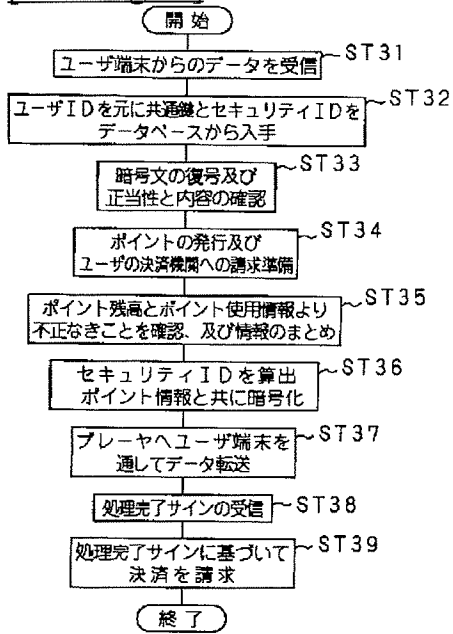 開始
ユーザ端末からのデータを受信
ST31
ユーザIDを元に共通鍵とセキュリティIDを
データベースから入手
ST32
暗号文の復号及び
正当性と内容の確認
ST33
ポイントの発行及び
ユーザの決済機関への請求準備
ST34
ポイント残高とポイント使用情報より
不正なきことを確認、及び情報のまとめ
ST35
セキュリティIDを算出
ポイント情報と共に暗号化
ST36
プレーヤへユーザ端末を
通してデータ転送
ST37
処理完了サインの受信
ST38
処理完了サインに基づいて
決済を請求
ST39
終了